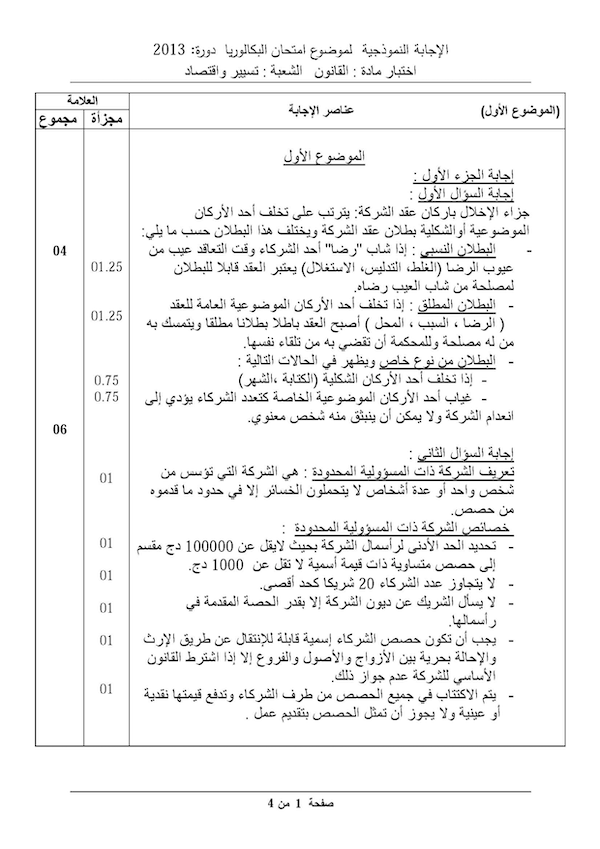 الإجابة النموذجية لموضوع امتحان البكالوريا دورة: 2013
اختبار مادة : القانون الشعبة : تسيير واقتصاد
العلامة
عناصر الإجابة
(الموضوع الأول)
مجموع
مجزأة
الموضوع الأول
إجابة الجزء الأول :
إجابة السؤال الأول :
جزاء الإخلال باركان عقد الشركة: يترتب على تخلف أحد الأركان
الموضوعية أوالشكلية بطلان عقد الشركة ويختلف هذا البطلان حسب ما يلي:
- البطلان النسبي : إذا شاب "رضا" أحد الشركاء وقت التعاقد عيب من
04
عيوب الرضا (الغلط، التدليس، الاستغلال) يعتبر العقد قابلا للبطلان
01.25
لمصلحة من شاب العيب رضاه.
- البطلان المطلق : إذا تخلف أحد الأركان الموضوعية العامة للعقد
( الرضا ، السبب ، المحل ) أصبح العقد باطلا بطلانا مطلقا ويتمسك به
01.25
من له مصلحة وللمحكمة أن تقضي به من تلقاء نفسها.
- البطلان من نوع خاص ويظهر في الحالات التالية :
- إذا تخلف أحد الأركان الشكلية (الكتابة ،الشهر)
0.75
- غياب أحد الأركان الموضوعية الخاصة كتعدد الشركاء يؤدي إلى
0.75
انعدام الشركة ولا يمكن أن ينبثق منه شخص معنوي.
06
إجابة السؤال الثاني :
تعريف الشركة ذات المسؤولية المحدودة : هي الشركة التي تؤسس من
01
شخص واحد أو عدة أشخاص لا يتحملون الخسائر إلا في حدود ما قدموه
من حصص.
خصائص الشركة ذات المسؤولية المحدودة :
- تحديد الحد الأدنى لرأسمال الشركة بحيث لايقل عن 100000 دج مقسم
01
إلى حصص متساوية ذات قيمة أسمية لا تقل عن 1000 دج.
- لا يتجاوز عدد الشركاء 20 شريكا كحد أقصى.
01
- لا يسأل الشريك عن ديون الشركة إلا بقدر الحصة المقدمة في
01
رأسمالها.
- يجب أن تكون حصص الشركاء إسمية قابلة للإنتقال عن طريق الإرث
01
والإحالة بحرية بين الأزواج والأصول والفروع إلا إذا اشترط القانون
الأساسي للشركة عدم جواز ذلك.
- يتم الاكتتاب في جميع الحصص من طرف الشركاء وتدفع قيمتها نقدية
01
أو عينية ولا يجوز أن تمثل الحصص بتقديم عمل .
صفحة 1 من 4